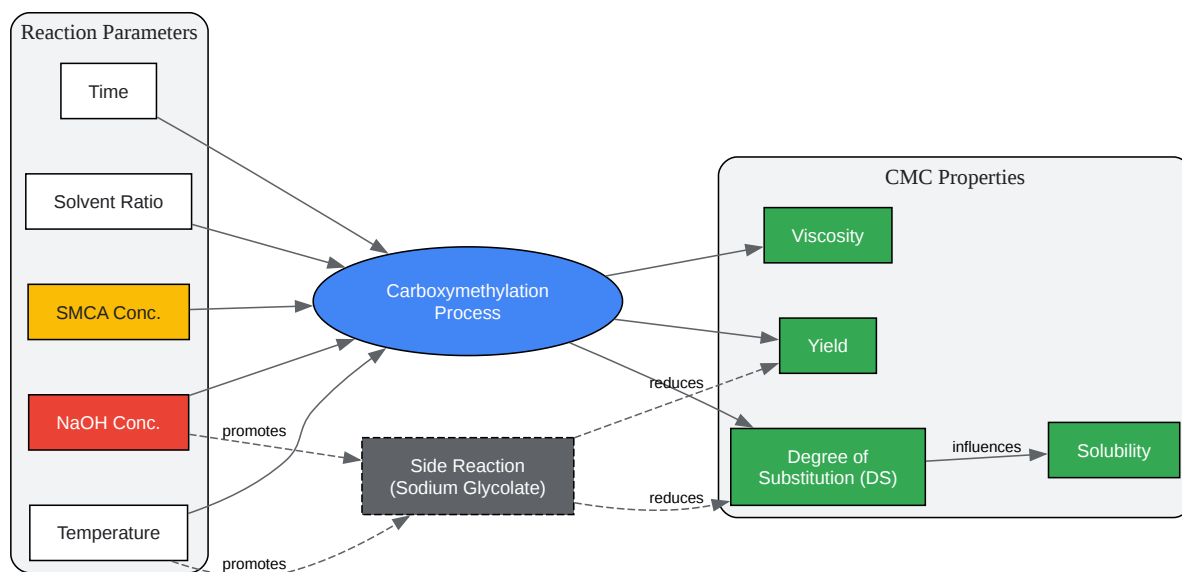 Reaction Parameters
Time
Solvent Ratio
SMCA Conc.
NaOH Conc.
Temperature
Carboxymethylation
Process
promotes
Side Reaction
(Sodium Glycolate)
promotes
reduces
reduces
CMC Properties
Viscosity
Yield
Degree of
Substitution (DS)
influences
Solubility